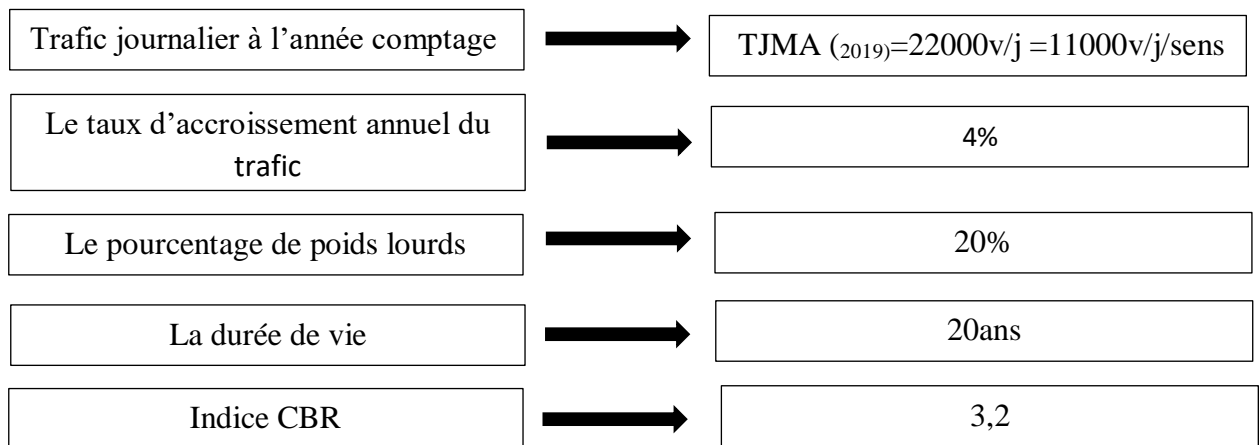 Trafic journalier à l'année comptage
TJMA (2019)=22000v/j =11000v/j/sens
Le taux d'accroissement annuel du
trafic
4%
Le pourcentage de poids lourds
20%
La durée de vie
20ans
Indice CBR
3,2